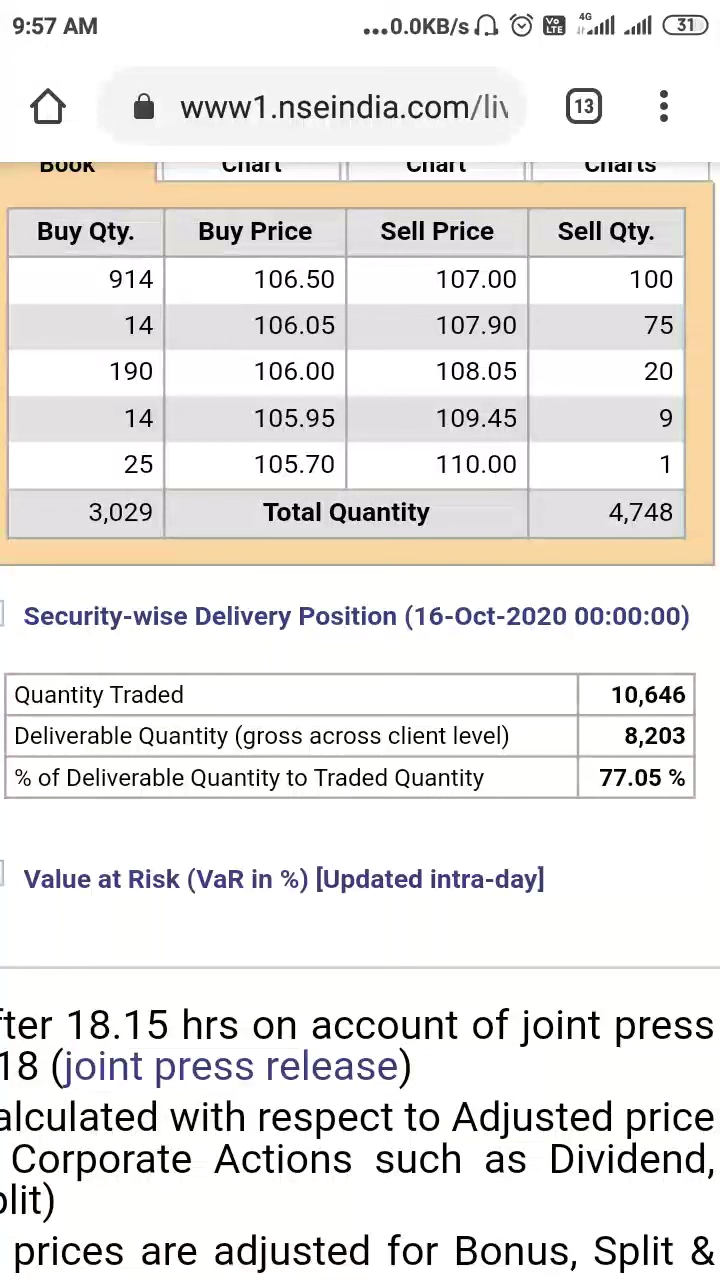 9:57 AM ...0.0KB/s Vo LTE 4G 31
www1.nseindia.com/liv 13
Book Chart Chart Charts
Buy Qty. Buy Price Sell Price Sell Qty.
914 106.50 107.00 100
14 106.05 107.90 75
190 106.00 108.05 20
14 105.95 109.45 9
25 105.70 110.00 1
3,029 Total Quantity 4,748
Security-wise Delivery Position (16-Oct-2020 00:00:00)
Quantity Traded 10,646
Deliverable Quantity (gross across client level) 8,203
% of Deliverable Quantity to Traded Quantity 77.05 %
Value at Risk (VaR in %) [Updated intra-day]
fter 18.15 hrs on account of joint press
18 (joint press release)
alculated with respect to Adjusted price
Corporate Actions such as Dividend,
plit)
prices are adjusted for Bonus, Split &